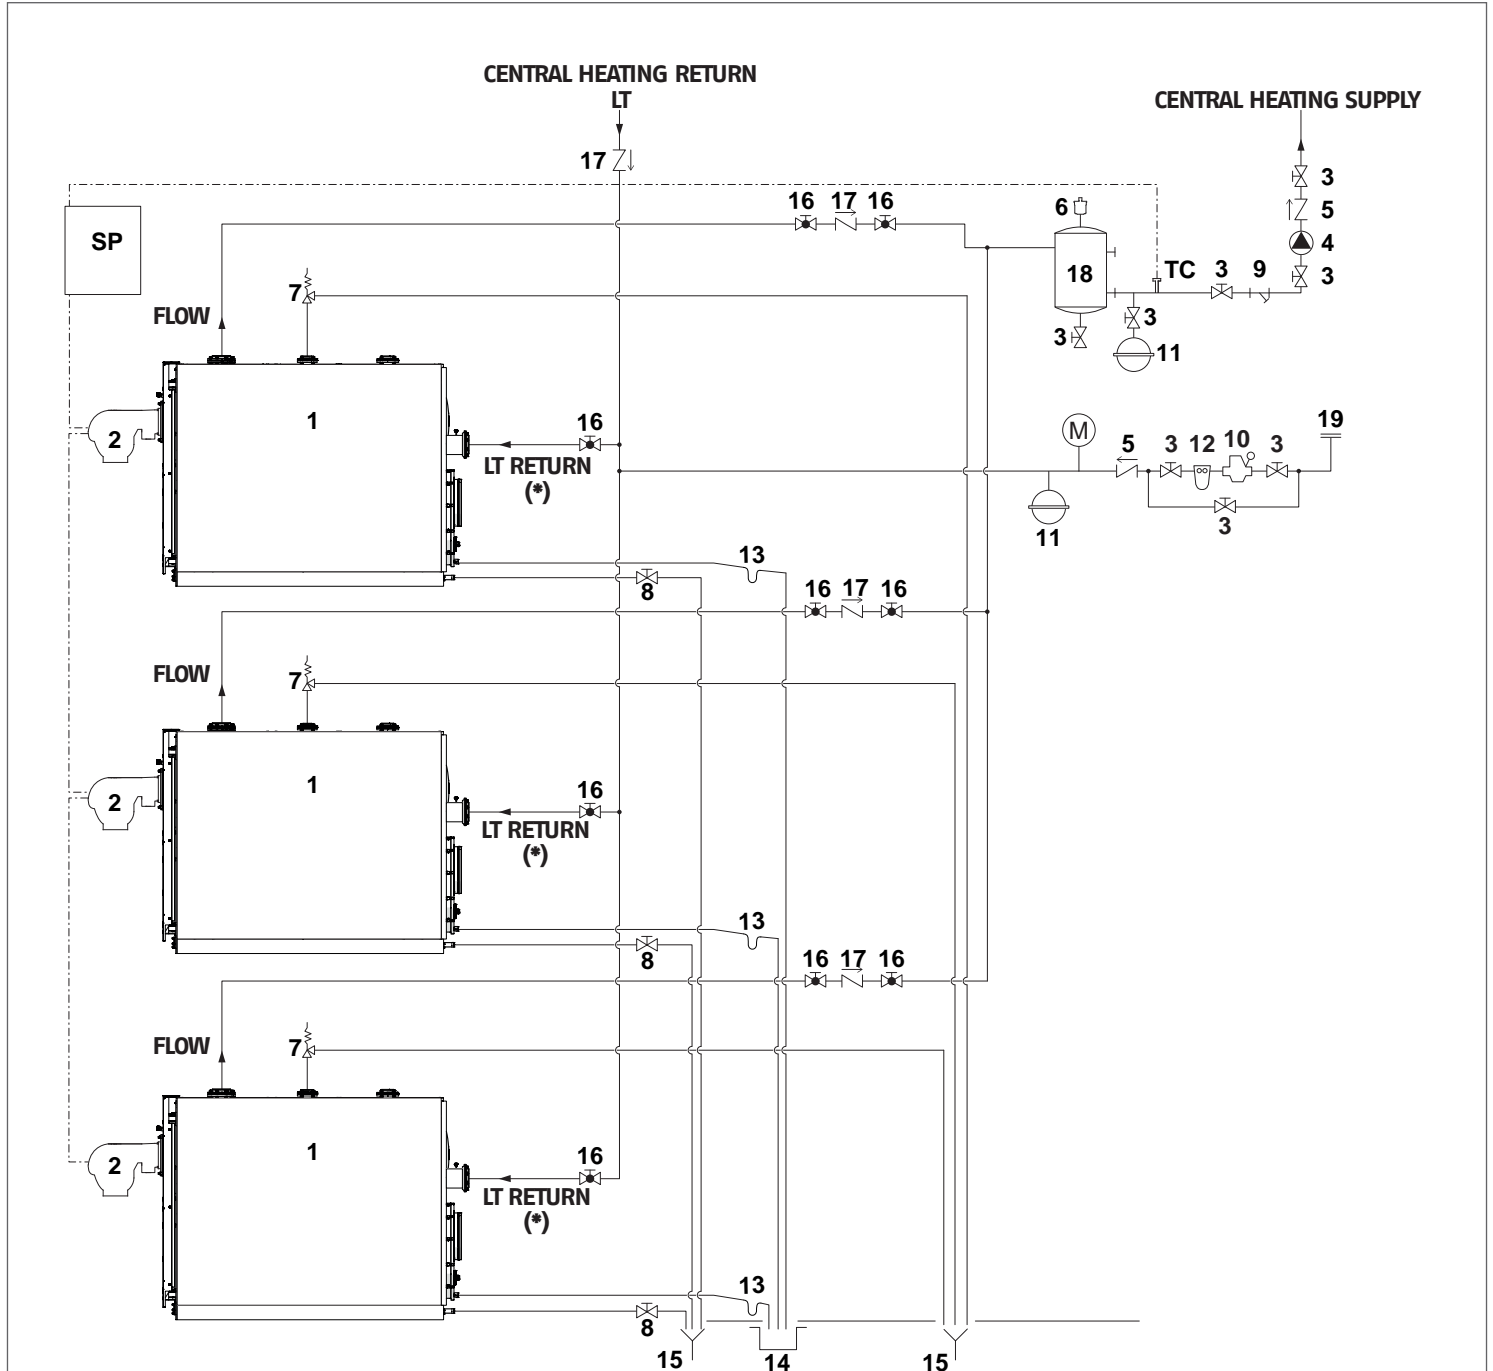 CENTRAL HEATING RETURN
LT
CENTRAL HEATING SUPPLY
17
3
16 17 16
6
5
SP
4
18
TC 3 9
3
7
FLOW
3
3
11
1
2
16
M
19
5 3 12 10 3
LT RETURN
(*)
3
11
13
8
16 17 16
FLOW
7
1
2
16
LT RETURN
(*)
13
8
16 17 16
FLOW
7
1
2
16
LT RETURN
(*)
13
8
15 14 15